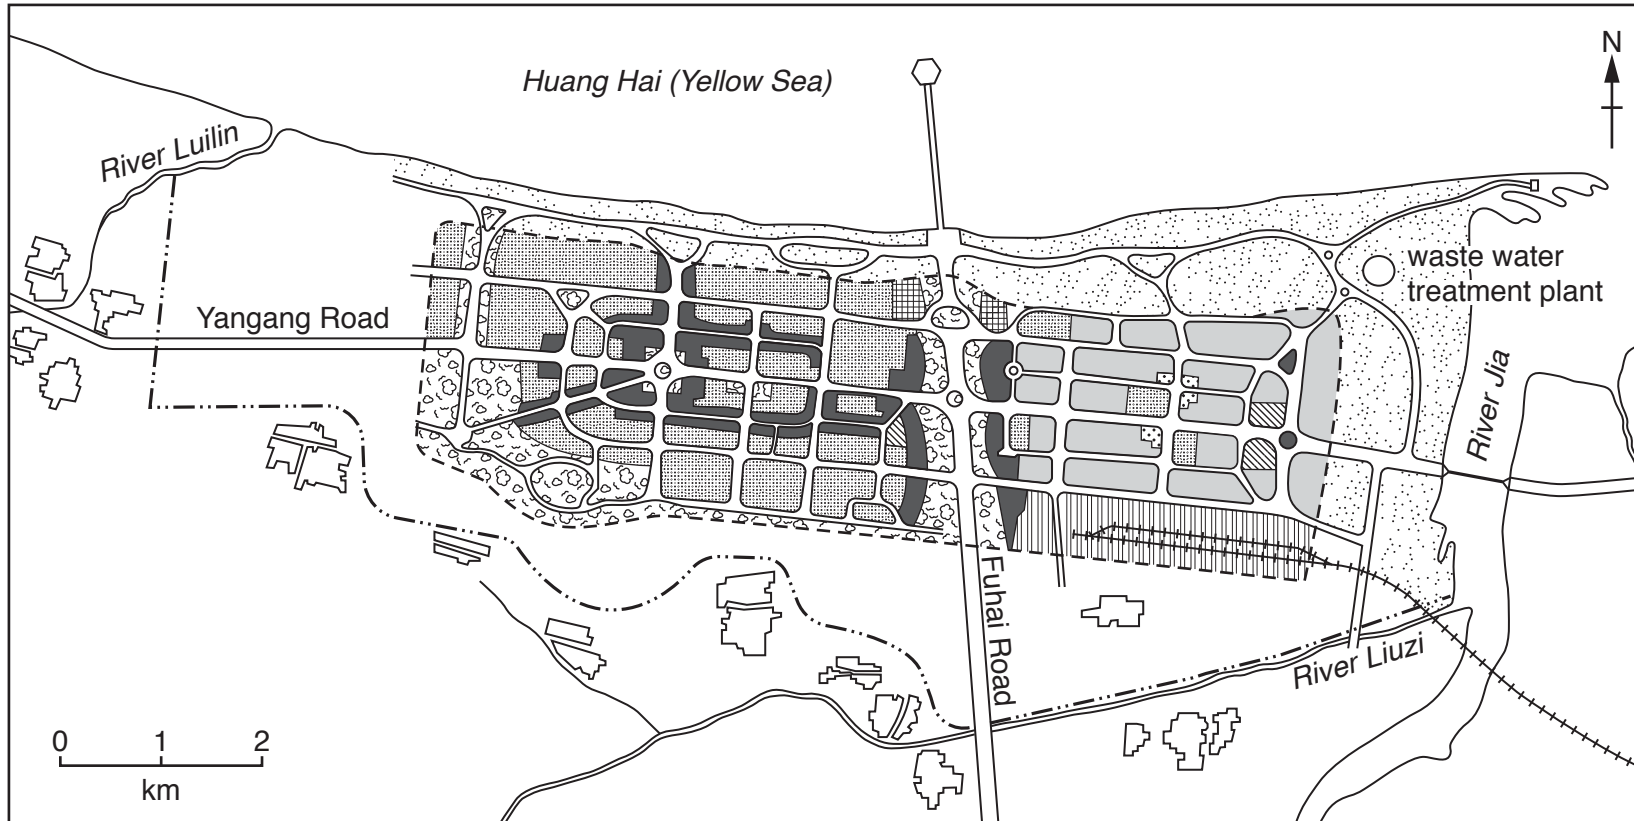 Huang Hai (Yellow Sea)
N
River Luilin
waste water
treatment plant
Yangang Road
River Jia
Fuhai Road
River Liuzi
0 1 2
km